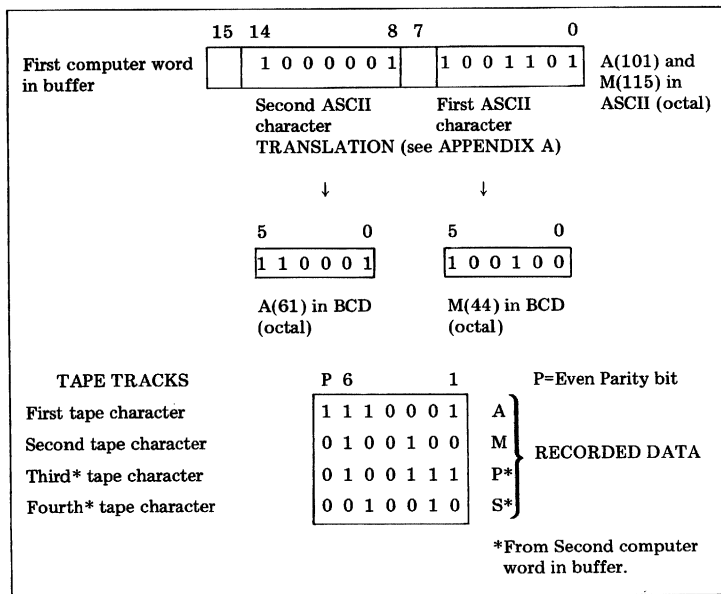 15 14 8 7 0
First computer word in buffer
1 0 0 0 0 0 1 1 0 0 1 1 0 1
A(101) and M(115) in ASCII (octal)
Second ASCII character
First ASCII character
TRANSLATION (see APPENDIX A)
↓ ↓
5 0 5 0
1 1 0 0 0 1 1 0 0 1 0 0
A(61) in BCD (octal)
M(44) in BCD (octal)
TAPE TRACKS P 6 1 P=Even Parity bit
First tape character 1 1 1 0 0 0 1 A
Second tape character 0 1 0 0 1 0 0 M
RECORDED DATA
Third* tape character 0 1 0 0 1 1 1 P*
Fourth* tape character 0 0 1 0 0 1 0 S*
*From Second computer
word in buffer.